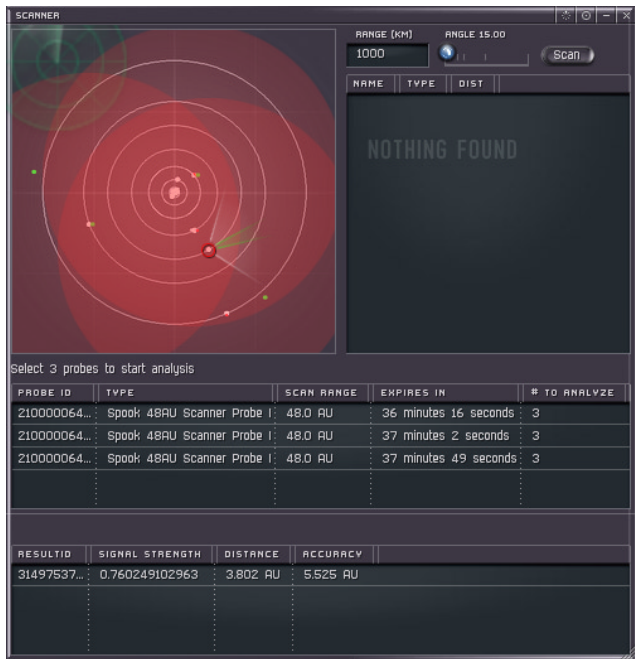 SCANNER
RANGE (KM) ANGLE 15.00
1000 Scan
NAME TYPE DIST
NOTHING FOUND
Select 3 probes to start analysis
PROBE ID TYPE SCAN RANGE EXPIRES IN # TO ANALYZE
210000064... Spook 48AU Scanner Probe I 48.0 AU 36 minutes 16 seconds 3
210000064... Spook 48AU Scanner Probe I 48.0 AU 37 minutes 2 seconds 3
210000064... Spook 48AU Scanner Probe I 48.0 AU 37 minutes 49 seconds 3
RESULTID SIGNAL STRENGTH DISTANCE ACCURACY
31497537... 0.760249102963 3.802 AU 5.525 AU